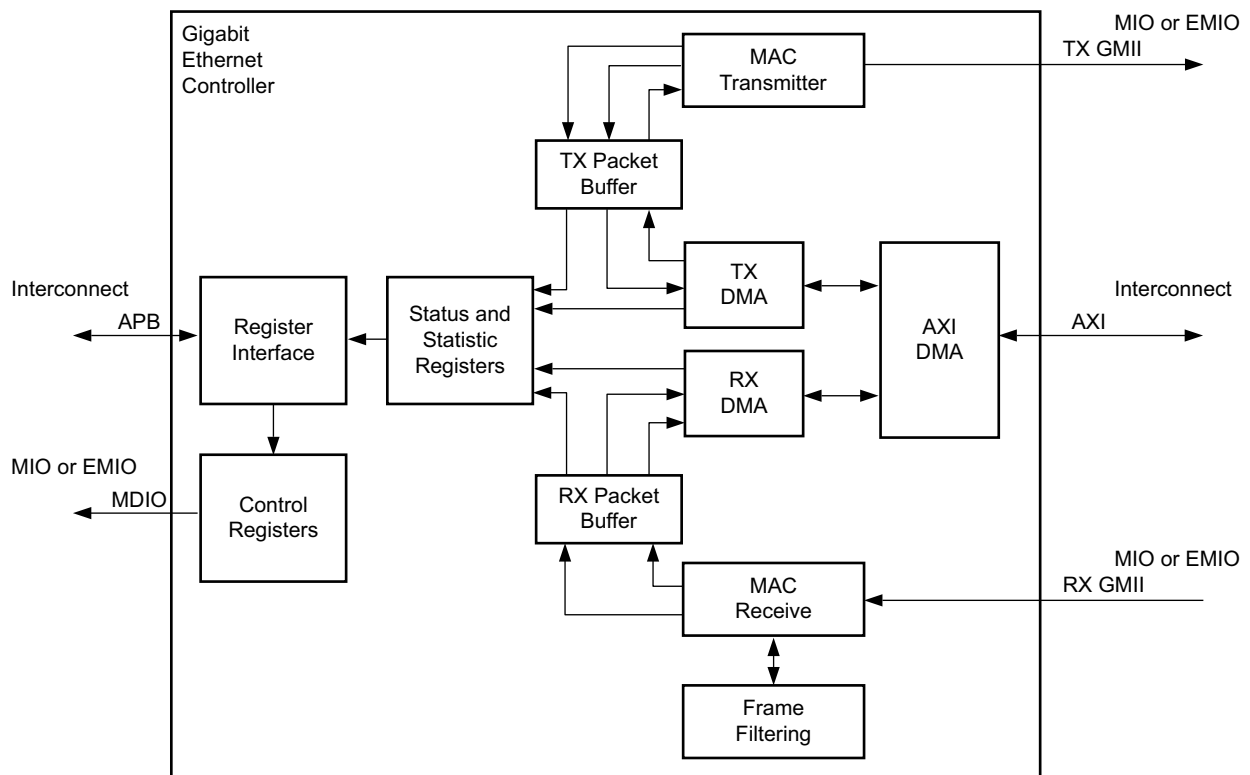 Gigabit
Ethernet
Controller
MIO or EMIO
TX GMII
MAC
Transmitter
TX Packet
Buffer
Interconnect
APB
Register
Interface
Status and
Statistic
Registers
TX
DMA
RX
DMA
AXI
DMA
Interconnect
AXI
MIO or EMIO
MDIO
Control
Registers
RX Packet
Buffer
MAC
Receive
MIO or EMIO
RX GMII
Frame
Filtering